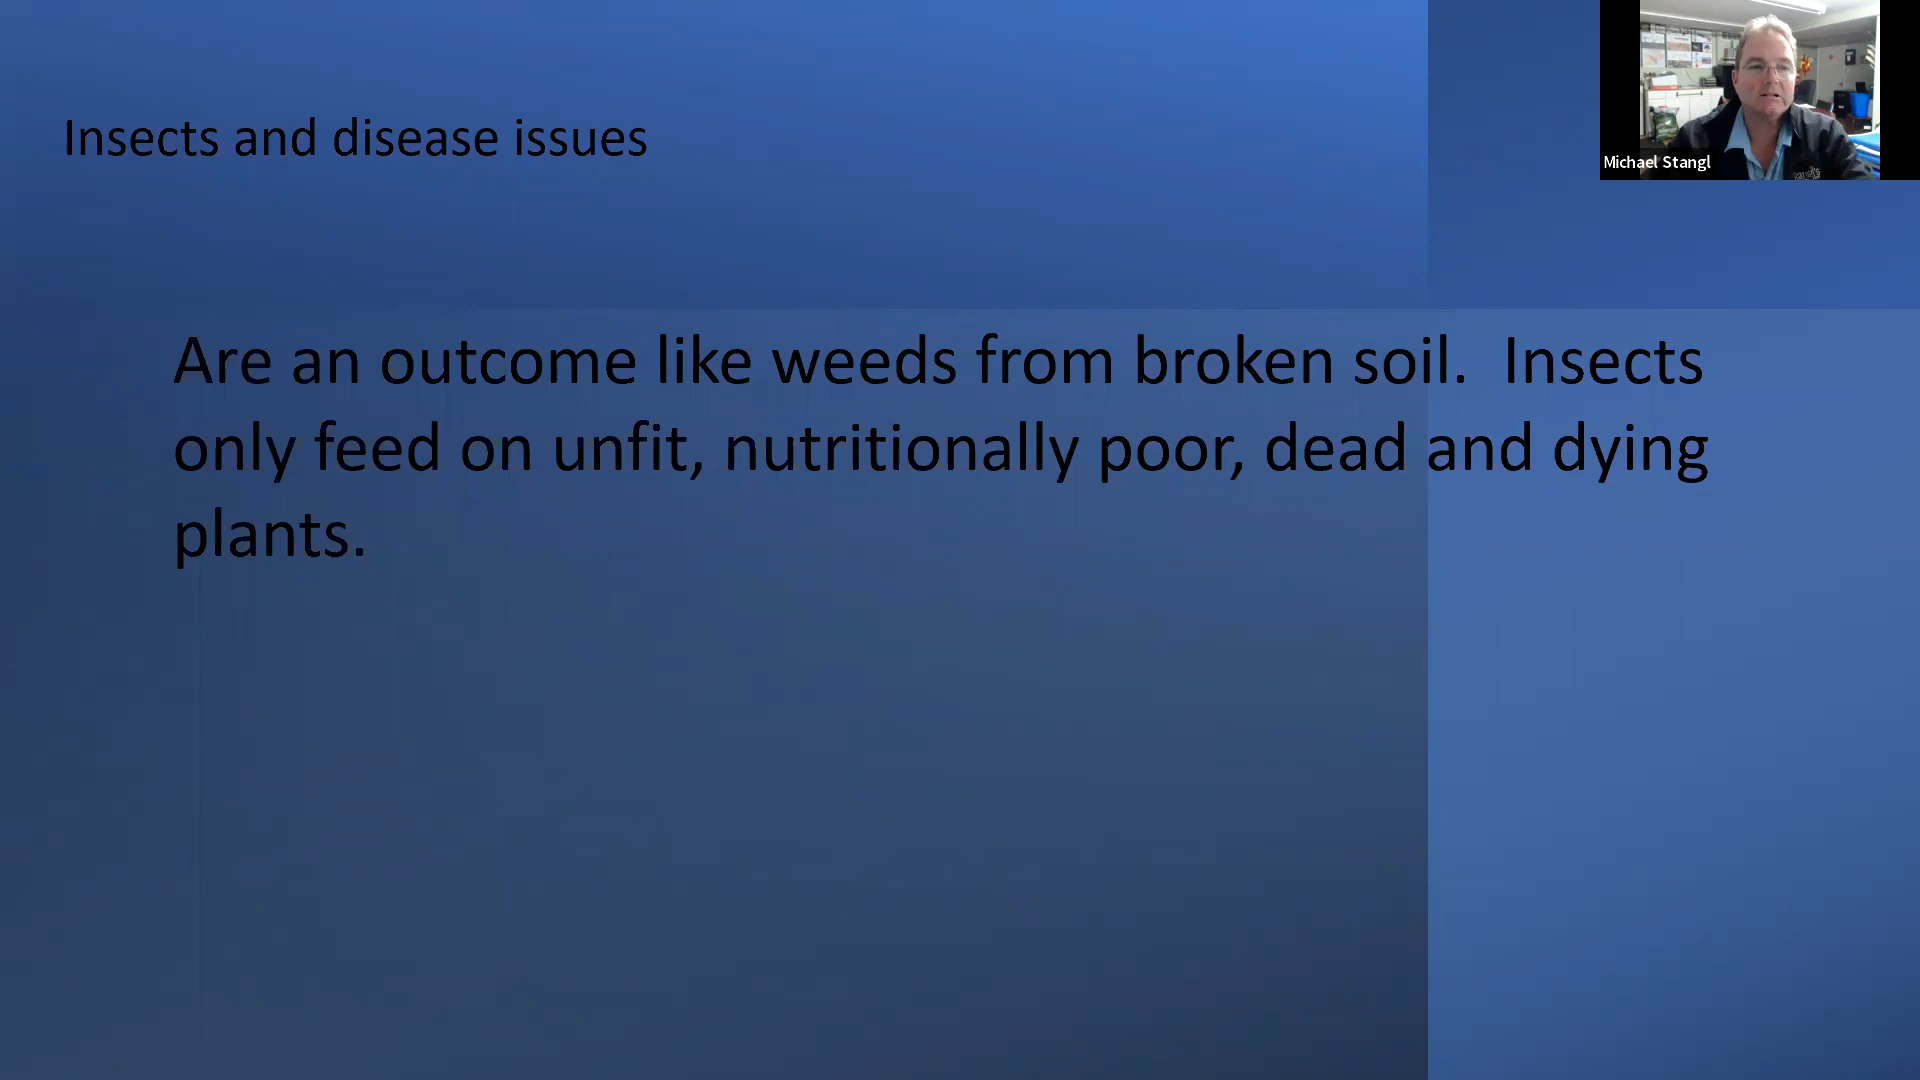 Insects and disease issues
Michael Stangl
Are an outcome like weeds from broken soil.  Insects
only feed on unfit, nutritionally poor, dead and dying
plants.